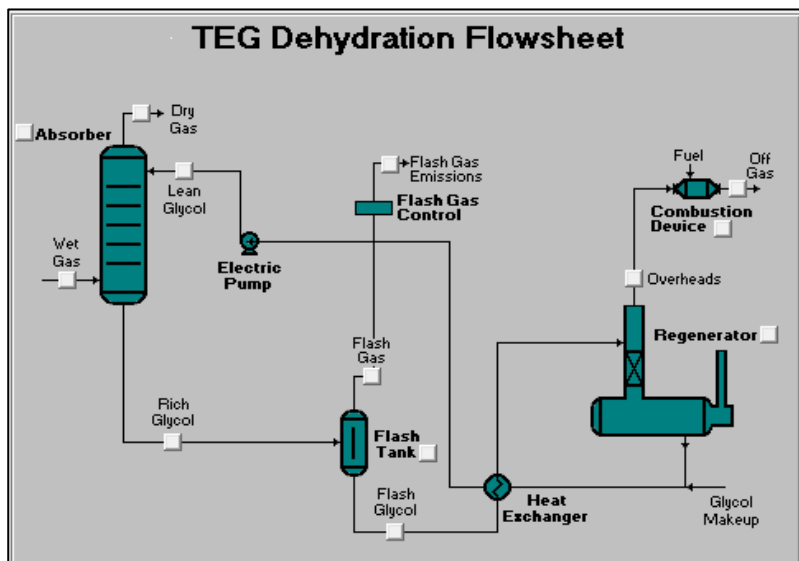 TEG Dehydration Flowsheet
Dry
Gas
Absorber
Lean
Glycol
Flash Gas
Emissions
Flash Gas
Control
Fuel
Off
Gas
Combustion
Device
Wet
Gas
Electric
Pump
Overheads
Regenerator
Flash
Gas
Rich
Glycol
Flash
Tank
Flash
Glycol
Heat
Exchanger
Glycol
Makeup